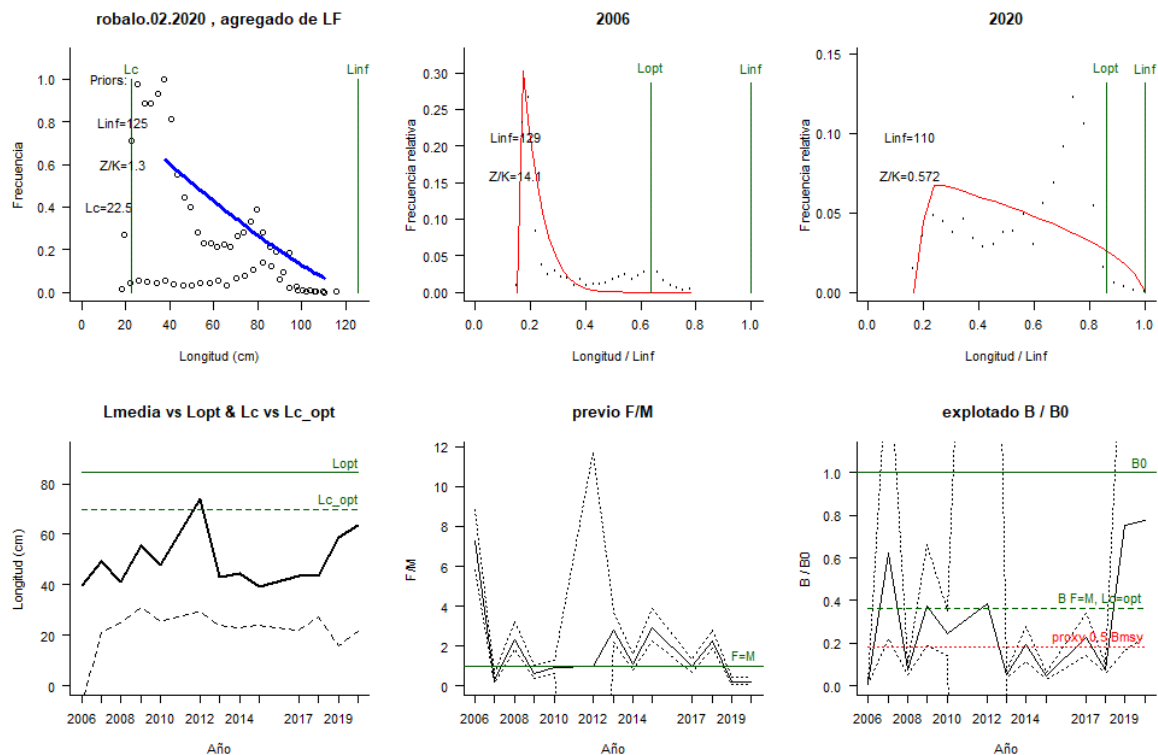 robalo.02.2020 , agregado de LF
Lc
Linf
Priors:
Linf=125
Z/K=1.3
Lc=22.5
Frecuencia
0.0 0.2 0.4 0.6 0.8 1.0
0 20 40 60 80 100 120
Longitud (cm)
2006
Lopt
Linf
Linf=129
Z/K=14.1
Frecuencia relativa
0.00 0.05 0.10 0.15 0.20 0.25 0.30
0.0 0.2 0.4 0.6 0.8 1.0
Longitud / Linf
2020
Lopt
Linf
Linf=110
Z/K=0.572
Frecuencia relativa
0.00 0.05 0.10 0.15
0.0 0.2 0.4 0.6 0.8 1.0
Longitud / Linf
Lmedia vs Lopt & Lc vs Lc_opt
Lopt
Lc_opt
Longitud (cm)
0 20 40 60 80
2006 2008 2010 2012 2014 2017 2019
Año
previo F/M
F=M
F/M
0 2 4 6 8 10 12
2006 2008 2010 2012 2014 2017 2019
Año
explotado B / B0
B0
B F=M, Lc=opt
proxy 0.5 Bmsy
B / B0
0.0 0.2 0.4 0.6 0.8 1.0
2006 2008 2010 2012 2014 2017 2019
Año